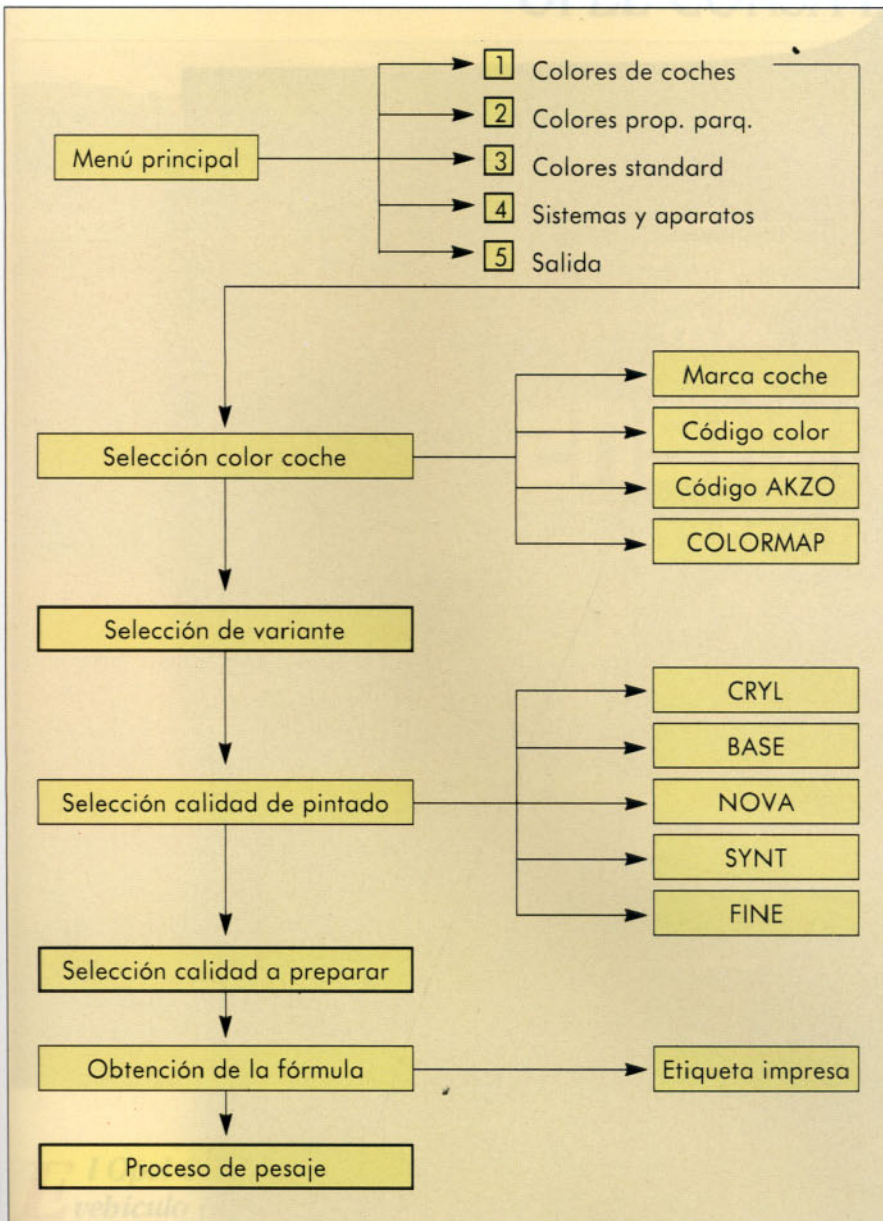 1 Colores de coches
2 Colores prop. parq.
Menú principal
3 Colores standard
4 Sistemas y aparatos
5 Salida
Marca coche
Código color
Selección color coche
Código AKZO
COLORMAP
Selección de variante
CRYL
BASE
Selección calidad de pintado
NOVA
SYNT
FINE
Selección calidad a preparar
Obtención de la fórmula
Etiqueta impresa
Proceso de pesaje
vehículo